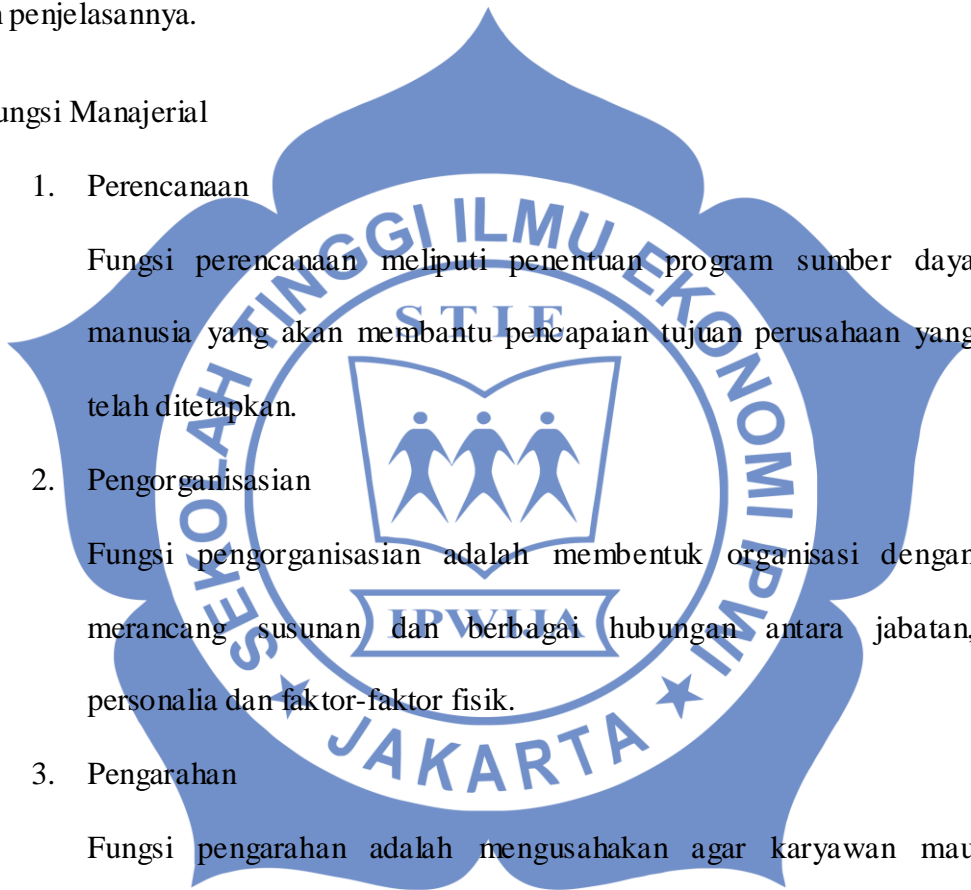 n penjelasannya.
ungsi Manajerial
1. Perencanaan
Fungsi perencanaan meliputi penentuan program sumber daya
manusia yang akan membantu pencapaian tujuan perusahaan yang
telah ditetapkan.
2. Pengorganisasian
Fungsi pengorganisasian adalah membentuk organisasi dengan
merancang susunan dan berbagai hubungan antara jabatan,
personalia dan faktor-faktor fisik.
3. Pengarahan
Fungsi pengarahan adalah mengusahakan agar karyawan mau
SEKOLAH TINGGI ILMU EKONOMI IPWI
STIE
IPWIJA
★ JAKARTA ★